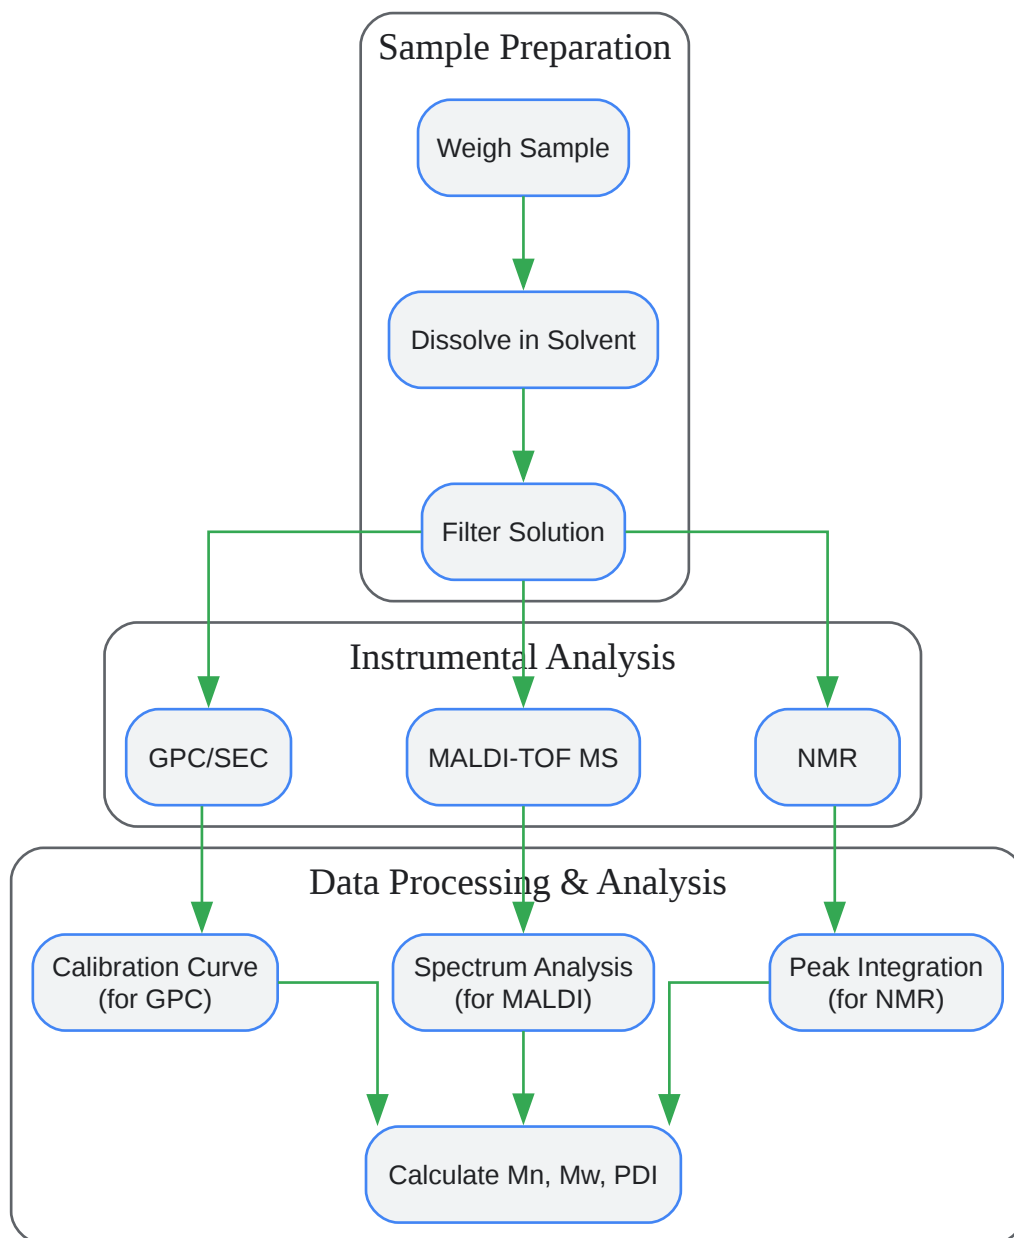 Sample Preparation
Weigh Sample
Dissolve in Solvent
Filter Solution
Instrumental Analysis
GPC/SEC
MALDI-TOF MS
NMR
Data Processing & Analysis
Calibration Curve
(for GPC)
Spectrum Analysis
(for MALDI)
Peak Integration
(for NMR)
Calculate Mn, Mw, PDI